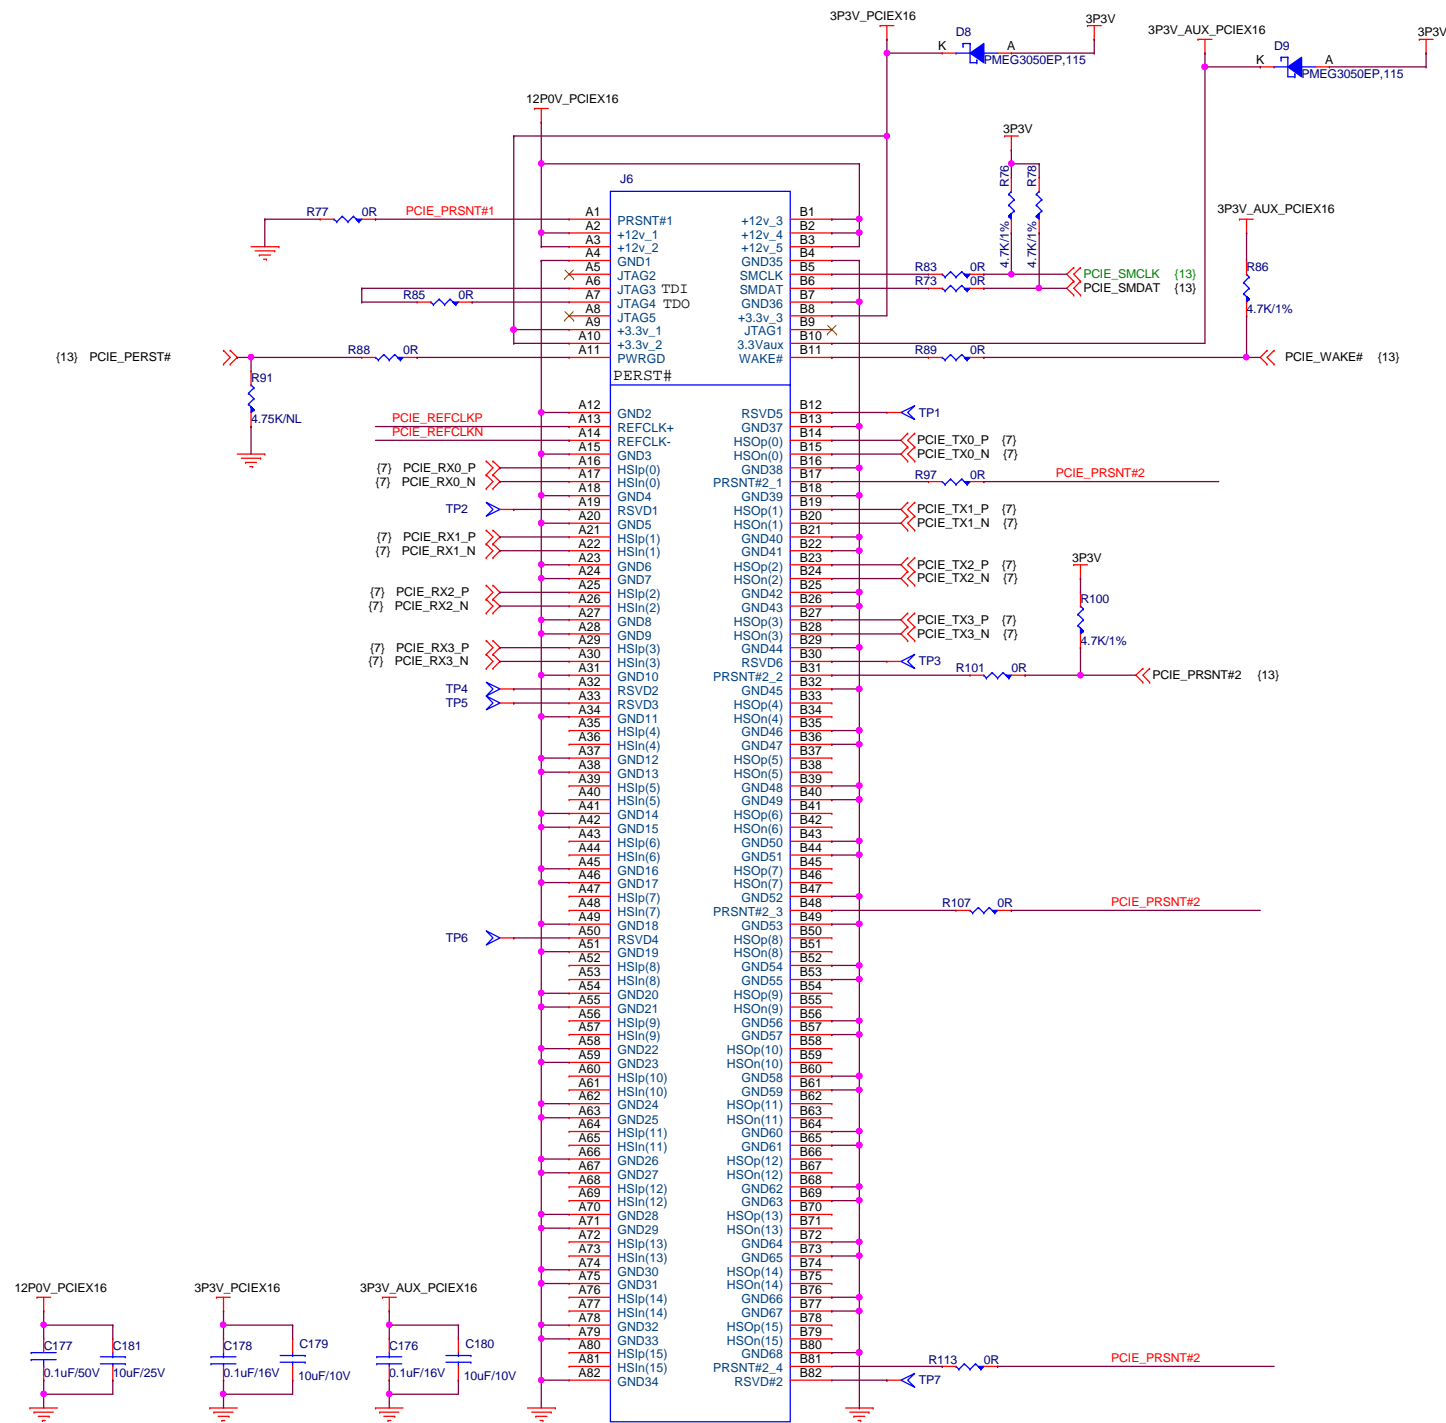 3P3V_PCIEX16
D8
3P3V
K A
PMEG3050EP,115
3P3V_AUX_PCIEX16
D9
3P3V
K A
PMEG3050EP,115
12P0V_PCIEX16
3P3V
R76 R78
4.7K/1% 4.7K/1%
J6
3P3V_AUX_PCIEX16
R86
4.7K/1%
R77 0R PCIE_PRSNT#1 A1 PRSNT#1 +12v_3 B1
A2 +12v_1 +12v_4 B2
A3 +12v_2 +12v_5 B3
A4 GND1 GND35 B4
A5 JTAG2 SMCLK B5 R83 0R PCIE_SMCLK {13}
A6 JTAG3 TDI SMDAT B6 R73 0R PCIE_SMDAT {13}
R85 0R A7 JTAG4 TDO GND36 B7
A8 JTAG5 +3.3v_3 B8
A9 +3.3v_1 JTAG1 B9
A10 +3.3v_2 3.3Vaux B10
{13} PCIE_PERST# R88 0R A11 PWRGD WAKE# B11 R89 0R PCIE_WAKE# {13}
PERST#
R91
4.75K/NL
A12 GND2 RSVD5 B12 TP1
PCIE_REFCLKP A13 REFCLK+ GND37 B13
PCIE_REFCLKN A14 REFCLK- HSOp(0) B14 PCIE_TX0_P {7}
A15 GND3 HSOn(0) B15 PCIE_TX0_N {7}
{7} PCIE_RX0_P A16 HSIp(0) GND38 B16
{7} PCIE_RX0_N A17 HSIn(0) PRSNT#2_1 B17 R97 0R PCIE_PRSNT#2
A18 GND4 GND39 B18
TP2 A19 RSVD1 HSOp(1) B19 PCIE_TX1_P {7}
A20 GND5 HSOn(1) B20 PCIE_TX1_N {7}
{7} PCIE_RX1_P A21 HSIp(1) GND40 B21
{7} PCIE_RX1_N A22 HSIn(1) GND41 B22
A23 GND6 HSOp(2) B23 PCIE_TX2_P {7}
A24 GND7 HSOn(2) B24 PCIE_TX2_N {7}
{7} PCIE_RX2_P A25 HSIp(2) GND42 B25
{7} PCIE_RX2_N A26 HSIn(2) GND43 B26
A27 GND8 HSOp(3) B27 PCIE_TX3_P {7}
A28 GND9 HSOn(3) B28 PCIE_TX3_N {7}
{7} PCIE_RX3_P A29 HSIp(3) GND44 B29
{7} PCIE_RX3_N A30 HSIn(3) RSVD6 B30 TP3
3P3V
R100
4.7K/1%
A31 GND10 PRSNT#2_2 B31 R101 0R PCIE_PRSNT#2 {13}
TP4 A32 RSVD2 GND45 B32
TP5 A33 RSVD3 HSOp(4) B33
A34 GND11 HSOn(4) B34
A35 HSIp(4) GND46 B35
A36 HSIn(4) GND47 B36
A37 GND12 HSOp(5) B37
A38 GND13 HSOn(5) B38
A39 HSIp(5) GND48 B39
A40 HSIn(5) GND49 B40
A41 GND14 HSOp(6) B41
A42 GND15 HSOn(6) B42
A43 HSIp(6) GND50 B43
A44 HSIn(6) GND51 B44
A45 GND16 HSOp(7) B45
A46 GND17 HSOn(7) B46
A47 HSIp(7) GND52 B47
A48 HSIn(7) PRSNT#2_3 B48 R107 0R PCIE_PRSNT#2
A49 GND18 GND53 B49
TP6 A50 RSVD4 HSOp(8) B50
A51 GND19 HSOn(8) B51
A52 HSIp(8) GND54 B52
A53 HSIn(8) GND55 B53
A54 GND20 HSOp(9) B54
A55 GND21 HSOn(9) B55
A56 HSIp(9) GND56 B56
A57 HSIn(9) GND57 B57
A58 GND22 HSOp(10) B58
A59 GND23 HSOn(10) B59
A60 HSIp(10) GND58 B60
A61 HSIn(10) GND59 B61
A62 GND24 HSOp(11) B62
A63 GND25 HSOn(11) B63
A64 HSIp(11) GND60 B64
A65 HSIn(11) GND61 B65
A66 GND26 HSOp(12) B66
A67 GND27 HSOn(12) B67
A68 HSIp(12) GND62 B68
A69 HSIn(12) GND63 B69
A70 GND28 HSOp(13) B70
A71 GND29 HSOn(13) B71
A72 HSIp(13) GND64 B72
A73 HSIn(13) GND65 B73
A74 GND30 HSOp(14) B74
A75 GND31 HSOn(14) B75
A76 HSIp(14) GND66 B76
A77 HSIn(14) GND67 B77
A78 GND32 HSOp(15) B78
A79 GND33 HSOn(15) B79
A80 HSIp(15) GND68 B80
A81 HSIn(15) PRSNT#2_4 B81 R113 0R PCIE_PRSNT#2
A82 GND34 RSVD#2 B82 TP7
12P0V_PCIEX16
C177 C181
0.1uF/50V 10uF/25V
3P3V_PCIEX16
C178 C179
0.1uF/16V 10uF/10V
3P3V_AUX_PCIEX16
C176 C180
0.1uF/16V 10uF/10V